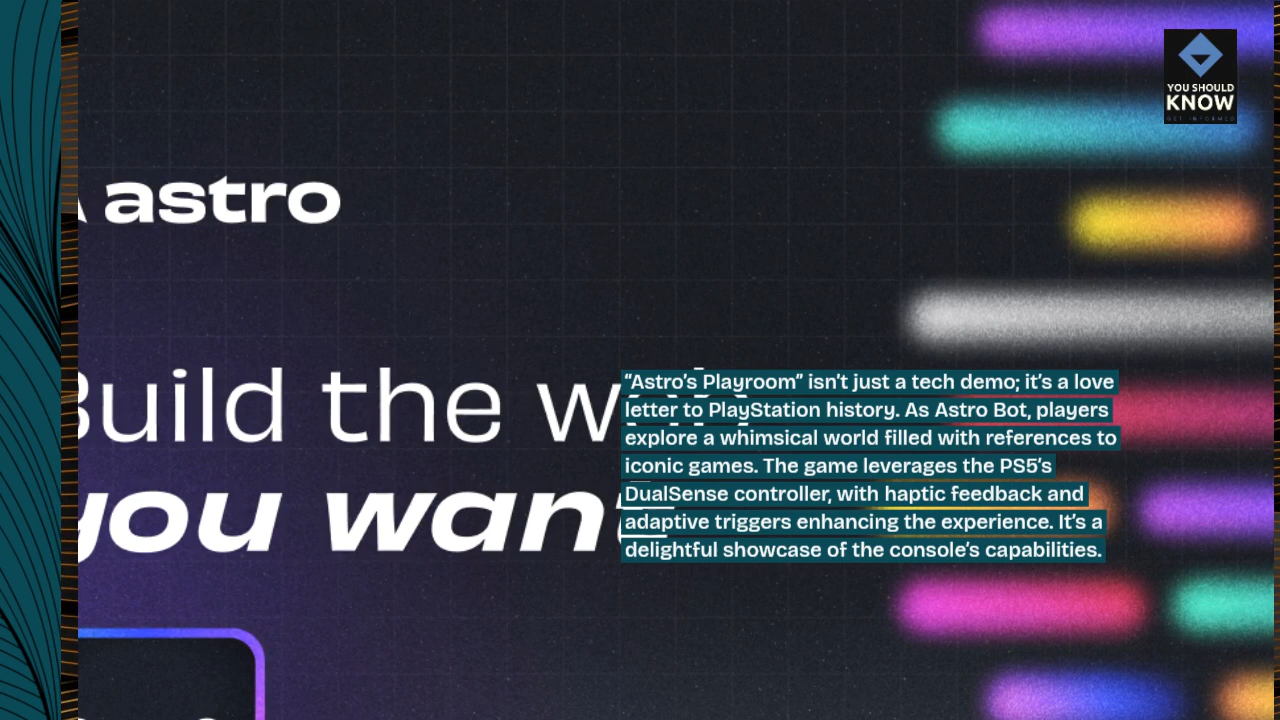 YOU SHOULD
KNOW
GET INFORMED
astro
Build the
you want
“Astro’s Playroom” isn’t just a tech demo; it’s a love
letter to PlayStation history. As Astro Bot, players
explore a whimsical world filled with references to
iconic games. The game leverages the PS5’s
DualSense controller, with haptic feedback and
adaptive triggers enhancing the experience. It’s a
delightful showcase of the console’s capabilities.